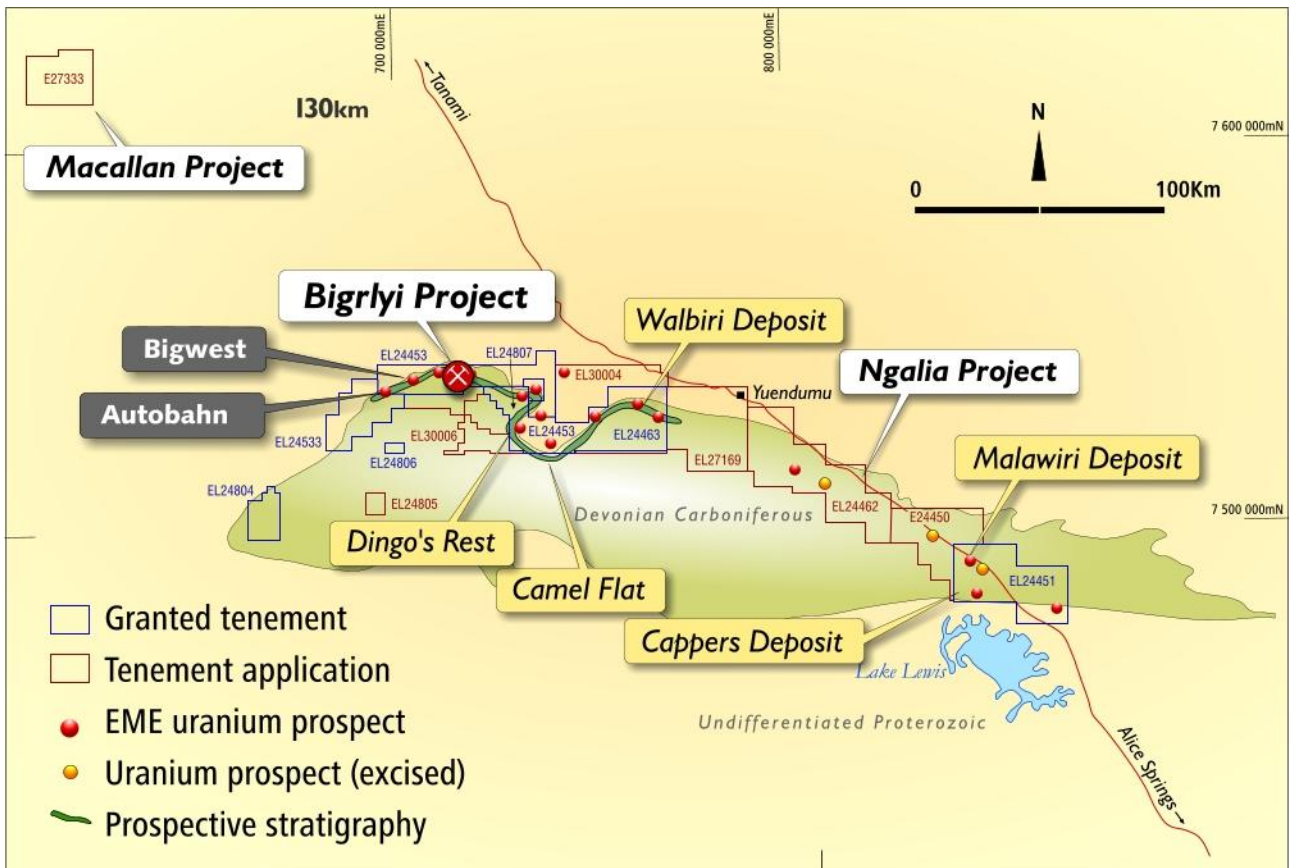 700 000mE
800 000mE
E27333
130km
Tanami
N
7 600 000mN
Macallan Project
0
100Km
Bigrlyi Project
Walbiri Deposit
Bigwest
EL24453
EL24807
EL30004
Ngalia Project
Autobahn
Yuendumu
EL24533
EL30006
EL24453
EL24463
EL24806
EL27169
Malawiri Deposit
EL24804
EL24805
EL24462
Devonian Carboniferous
E24450
7 500 000mN
Dingo's Rest
Camel Flat
EL24451
Cappers Deposit
Lake Lewis
Undifferentiated Proterozoic
Alice Springs
Granted tenement
Tenement application
EME uranium prospect
Uranium prospect (excised)
Prospective stratigraphy